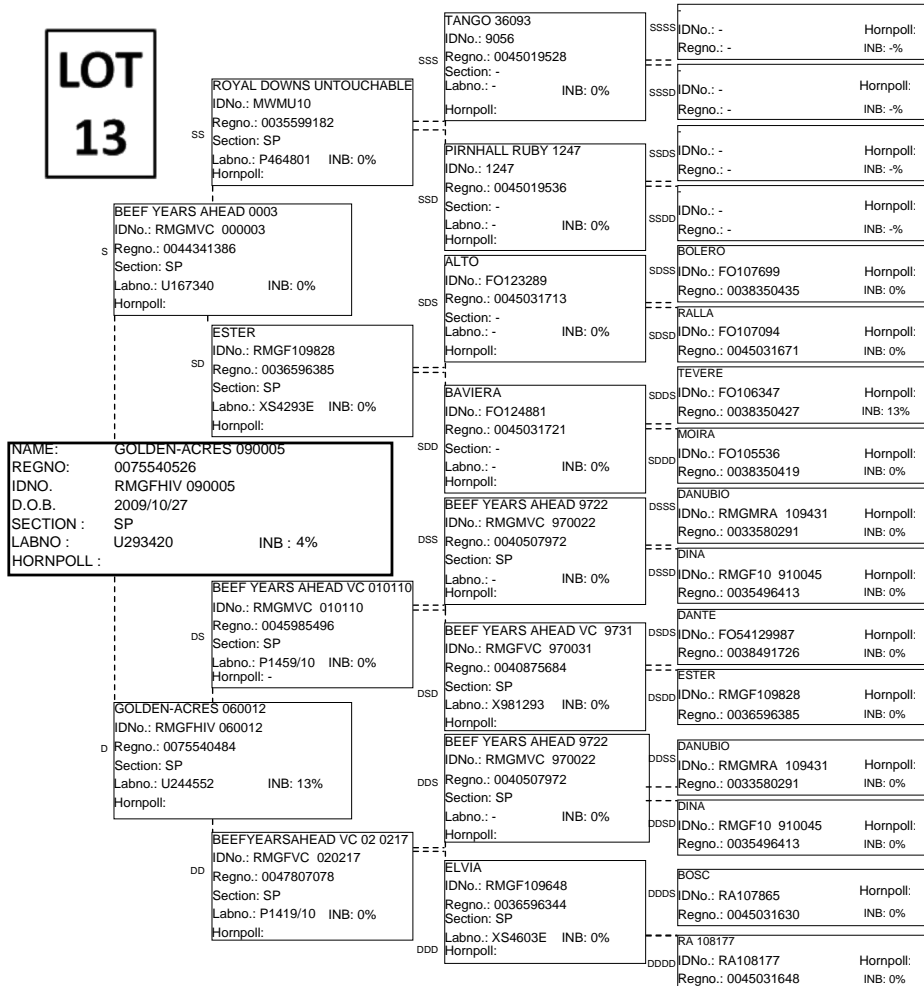 LOT
13
NAME: GOLDEN-ACRES 090005
REGNO: 0075540526
IDNO. RMGFHIV 090005
D.O.B. 2009/10/27
SECTION : SP
LABNO : U293420 INB : 4%
HORNPOLL :
S
BEEF YEARS AHEAD 0003
IDNo.: RMGMVC 000003
Regno.: 0044341386
Section: SP
Labno.: U167340 INB: 0%
Hornpoll:
D
GOLDEN-ACRES 060012
IDNo.: RMGFHIV 060012
Regno.: 0075540484
Section: SP
Labno.: U244552 INB: 13%
Hornpoll:
SS
ROYAL DOWNS UNTOUCHABLE
IDNo.: MWMU10
Regno.: 0035599182
Section: SP
Labno.: P464801 INB: 0%
Hornpoll:
SD
ESTER
IDNo.: RMGF109828
Regno.: 0036596385
Section: SP
Labno.: XS4293E INB: 0%
Hornpoll:
DS
BEEF YEARS AHEAD VC 010110
IDNo.: RMGMVC 010110
Regno.: 0045985496
Section: SP
Labno.: P1459/10 INB: 0%
Hornpoll: -
DD
BEEFYEARSAHEAD VC 02 0217
IDNo.: RMGFVC 020217
Regno.: 0047807078
Section: SP
Labno.: P1419/10 INB: 0%
Hornpoll:
SSS
TANGO 36093
IDNo.: 9056
Regno.: 0045019528
Section: -
Labno.: - INB: 0%
Hornpoll:
SSD
PIRNHALL RUBY 1247
IDNo.: 1247
Regno.: 0045019536
Section: -
Labno.: - INB: 0%
Hornpoll:
SDS
ALTO
IDNo.: FO123289
Regno.: 0045031713
Section: -
Labno.: - INB: 0%
Hornpoll:
SDD
BAVIERA
IDNo.: FO124881
Regno.: 0045031721
Section: -
Labno.: - INB: 0%
Hornpoll:
DSS
BEEF YEARS AHEAD 9722
IDNo.: RMGMVC 970022
Regno.: 0040507972
Section: SP
Labno.: - INB: 0%
Hornpoll:
DSD
BEEF YEARS AHEAD VC 9731
IDNo.: RMGFVC 970031
Regno.: 0040875684
Section: SP
Labno.: X981293 INB: 0%
Hornpoll:
DDS
BEEF YEARS AHEAD 9722
IDNo.: RMGMVC 970022
Regno.: 0040507972
Section: SP
Labno.: - INB: 0%
Hornpoll:
DDD
ELVIA
IDNo.: RMGF109648
Regno.: 0036596344
Section: SP
Labno.: XS4603E INB: 0%
Hornpoll:
SSSS
-
IDNo.: - Hornpoll:
Regno.: - INB: -%
SSSD
-
IDNo.: - Hornpoll:
Regno.: - INB: -%
SSDS
-
IDNo.: - Hornpoll:
Regno.: - INB: -%
SSDD
-
IDNo.: - Hornpoll:
Regno.: - INB: -%
SDSS
BOLERO
IDNo.: FO107699 Hornpoll:
Regno.: 0038350435 INB: 0%
SDSD
RALLA
IDNo.: FO107094 Hornpoll:
Regno.: 0045031671 INB: 0%
SDDS
TEVERE
IDNo.: FO106347 Hornpoll:
Regno.: 0038350427 INB: 13%
SDDD
MOIRA
IDNo.: FO105536 Hornpoll:
Regno.: 0038350419 INB: 0%
DSSS
DANUBIO
IDNo.: RMGMRA 109431 Hornpoll:
Regno.: 0033580291 INB: 0%
DSSD
DINA
IDNo.: RMGF10 910045 Hornpoll:
Regno.: 0035496413 INB: 0%
DSDS
DANTE
IDNo.: FO54129987 Hornpoll:
Regno.: 0038491726 INB: 0%
DSDD
ESTER
IDNo.: RMGF109828 Hornpoll:
Regno.: 0036596385 INB: 0%
DDSS
DANUBIO
IDNo.: RMGMRA 109431 Hornpoll:
Regno.: 0033580291 INB: 0%
DDSD
DINA
IDNo.: RMGF10 910045 Hornpoll:
Regno.: 0035496413 INB: 0%
DDDS
BOSC
IDNo.: RA107865 Hornpoll:
Regno.: 0045031630 INB: 0%
DDDD
RA 108177
IDNo.: RA108177 Hornpoll:
Regno.: 0045031648 INB: 0%